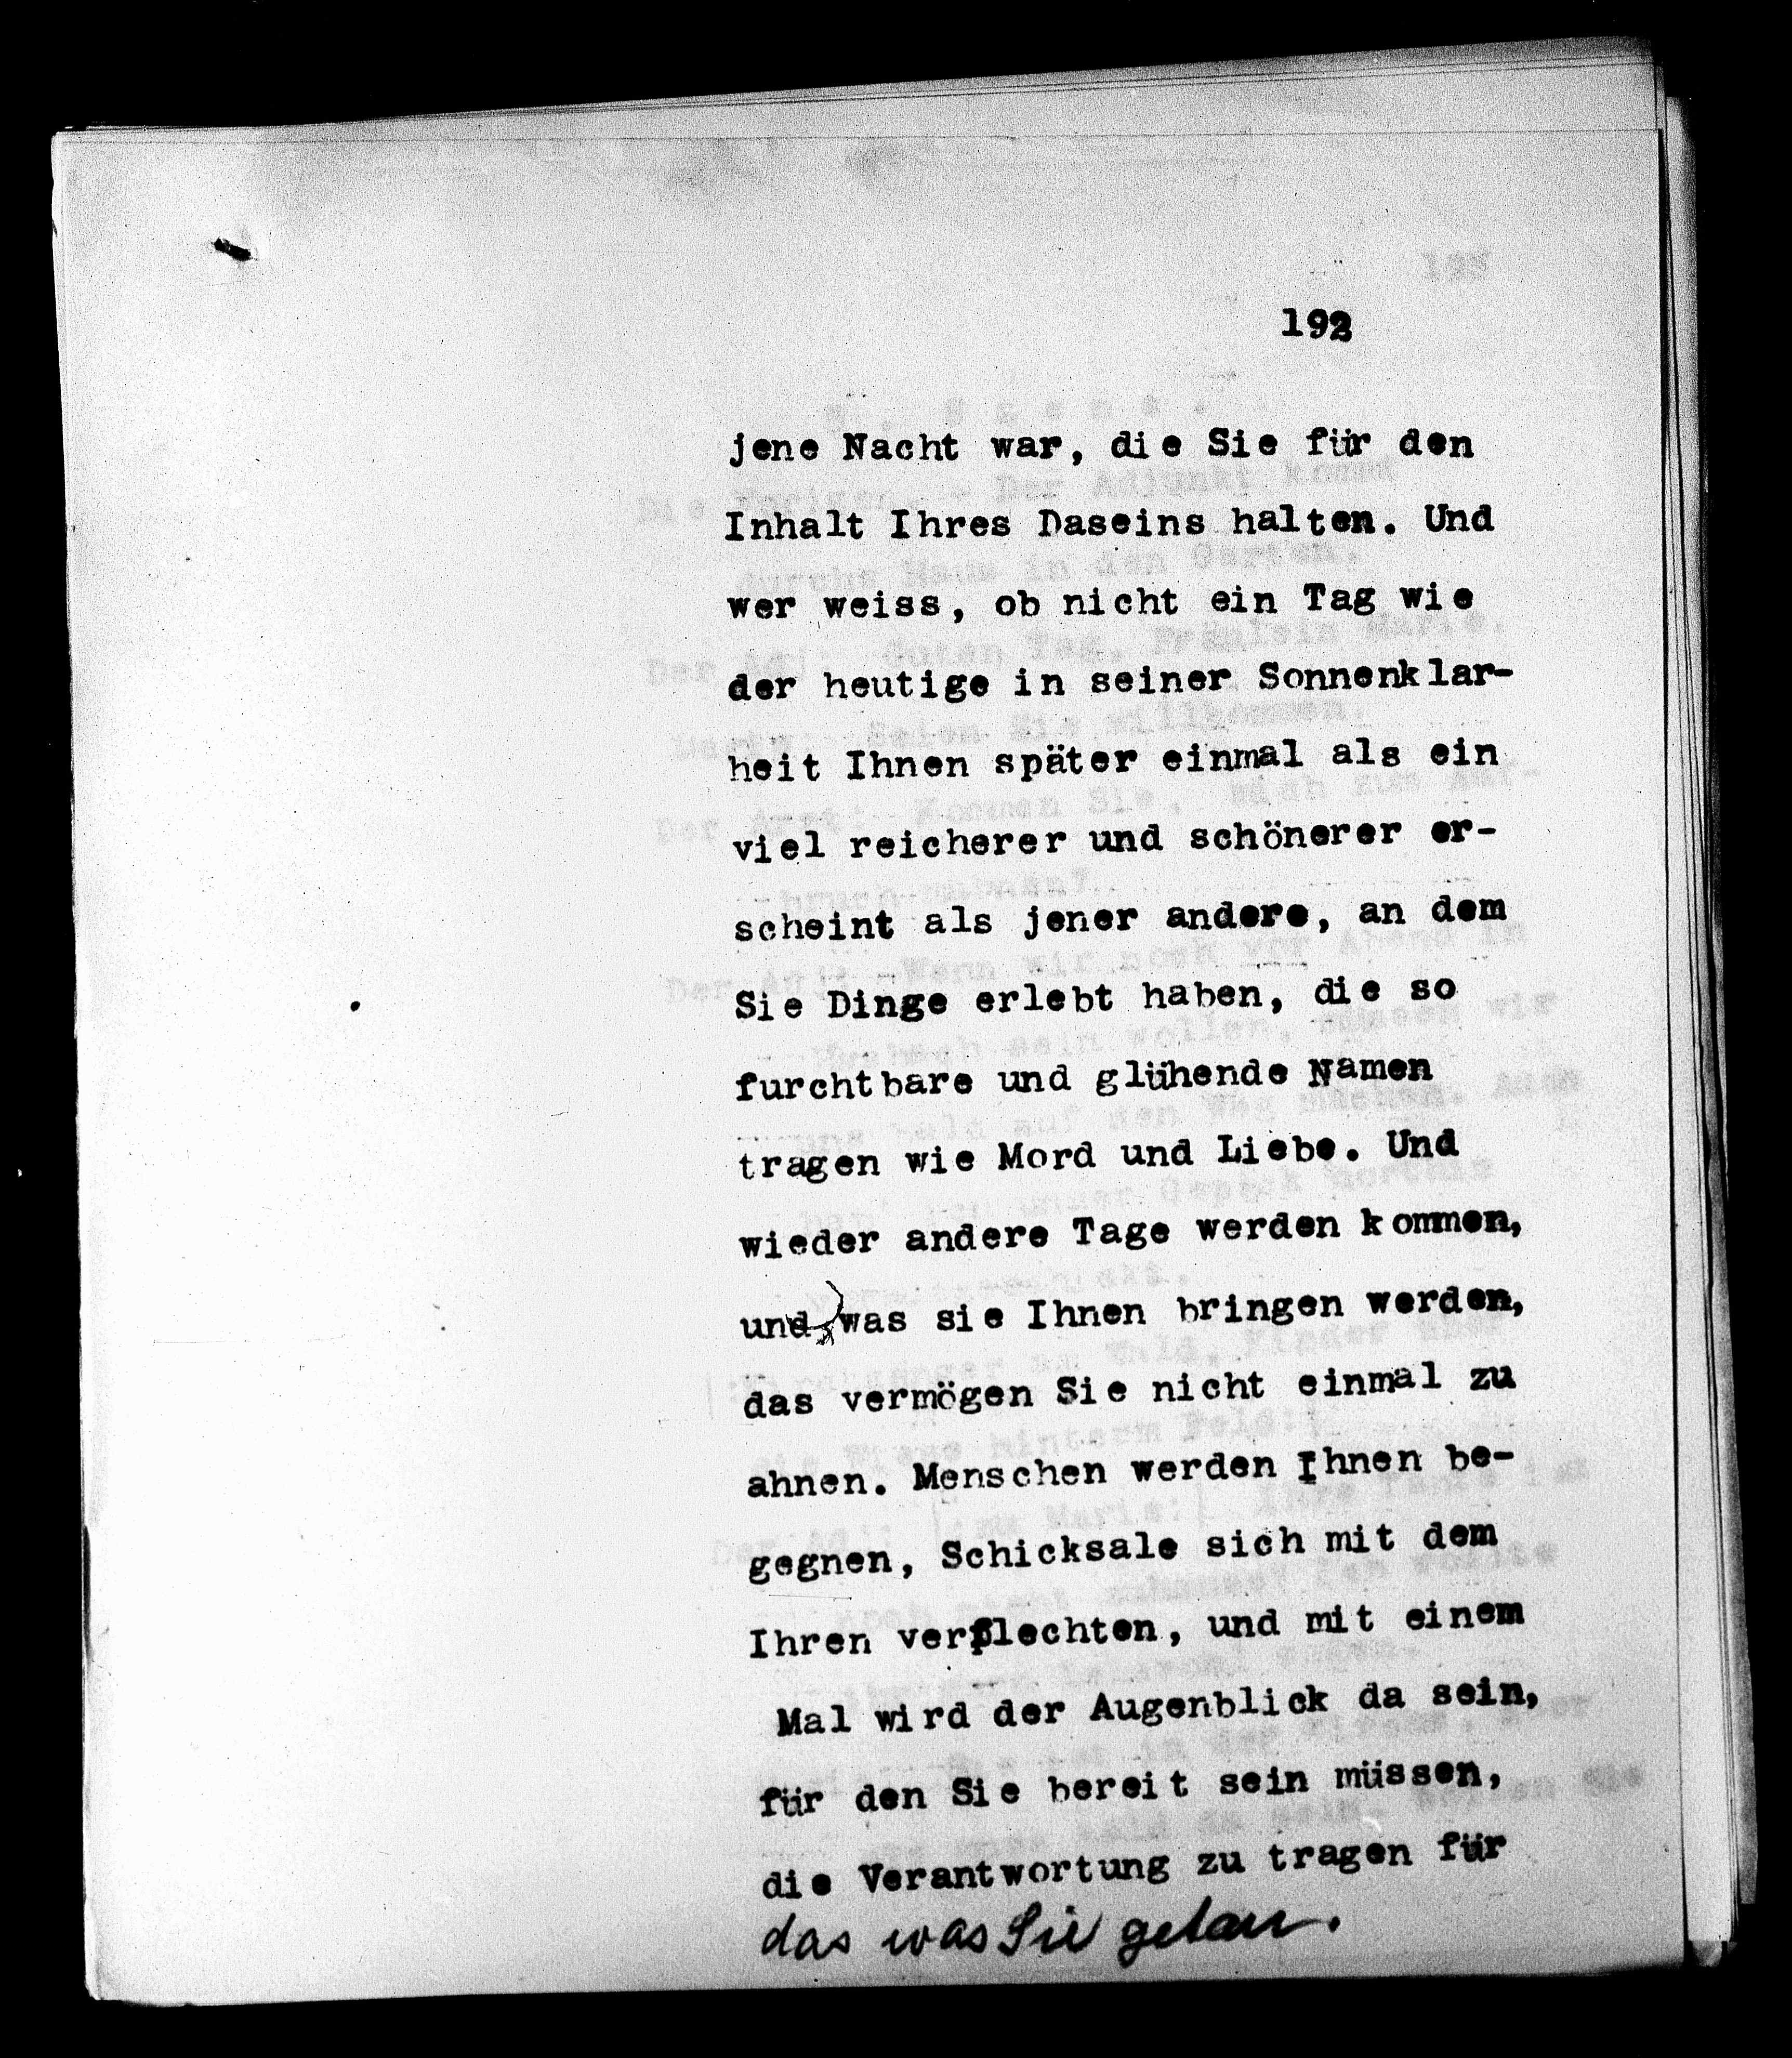 192
jene Nacht war, die Sie für den
Inhalt Ihres Daseins halten. Und
wer weiss, ob nicht ein Tag wie
der heutige in seiner Sonnenklar-
heit Ihnen später einmal als ein
viel reicherer und schönerer er-
scheint als jener andere, an dem
Sie Dinge erlebt haben, die so
furchtbare und glühende Namen
tragen wie Mord und Liebe. Und
wieder andere Tage werden kommen,
und was sie Ihnen bringen werden,
das vermögen Sie nicht einmal zu
ahnen. Menschen werden Ihnen be-
gegnen, Schicksale sich mit dem
Ihren verflechten, und mit einem
Mal wird der Augenblick da sein,
für den Sie bereit sein müssen,
die Verantwortung zu tragen für
das was Sie getan.